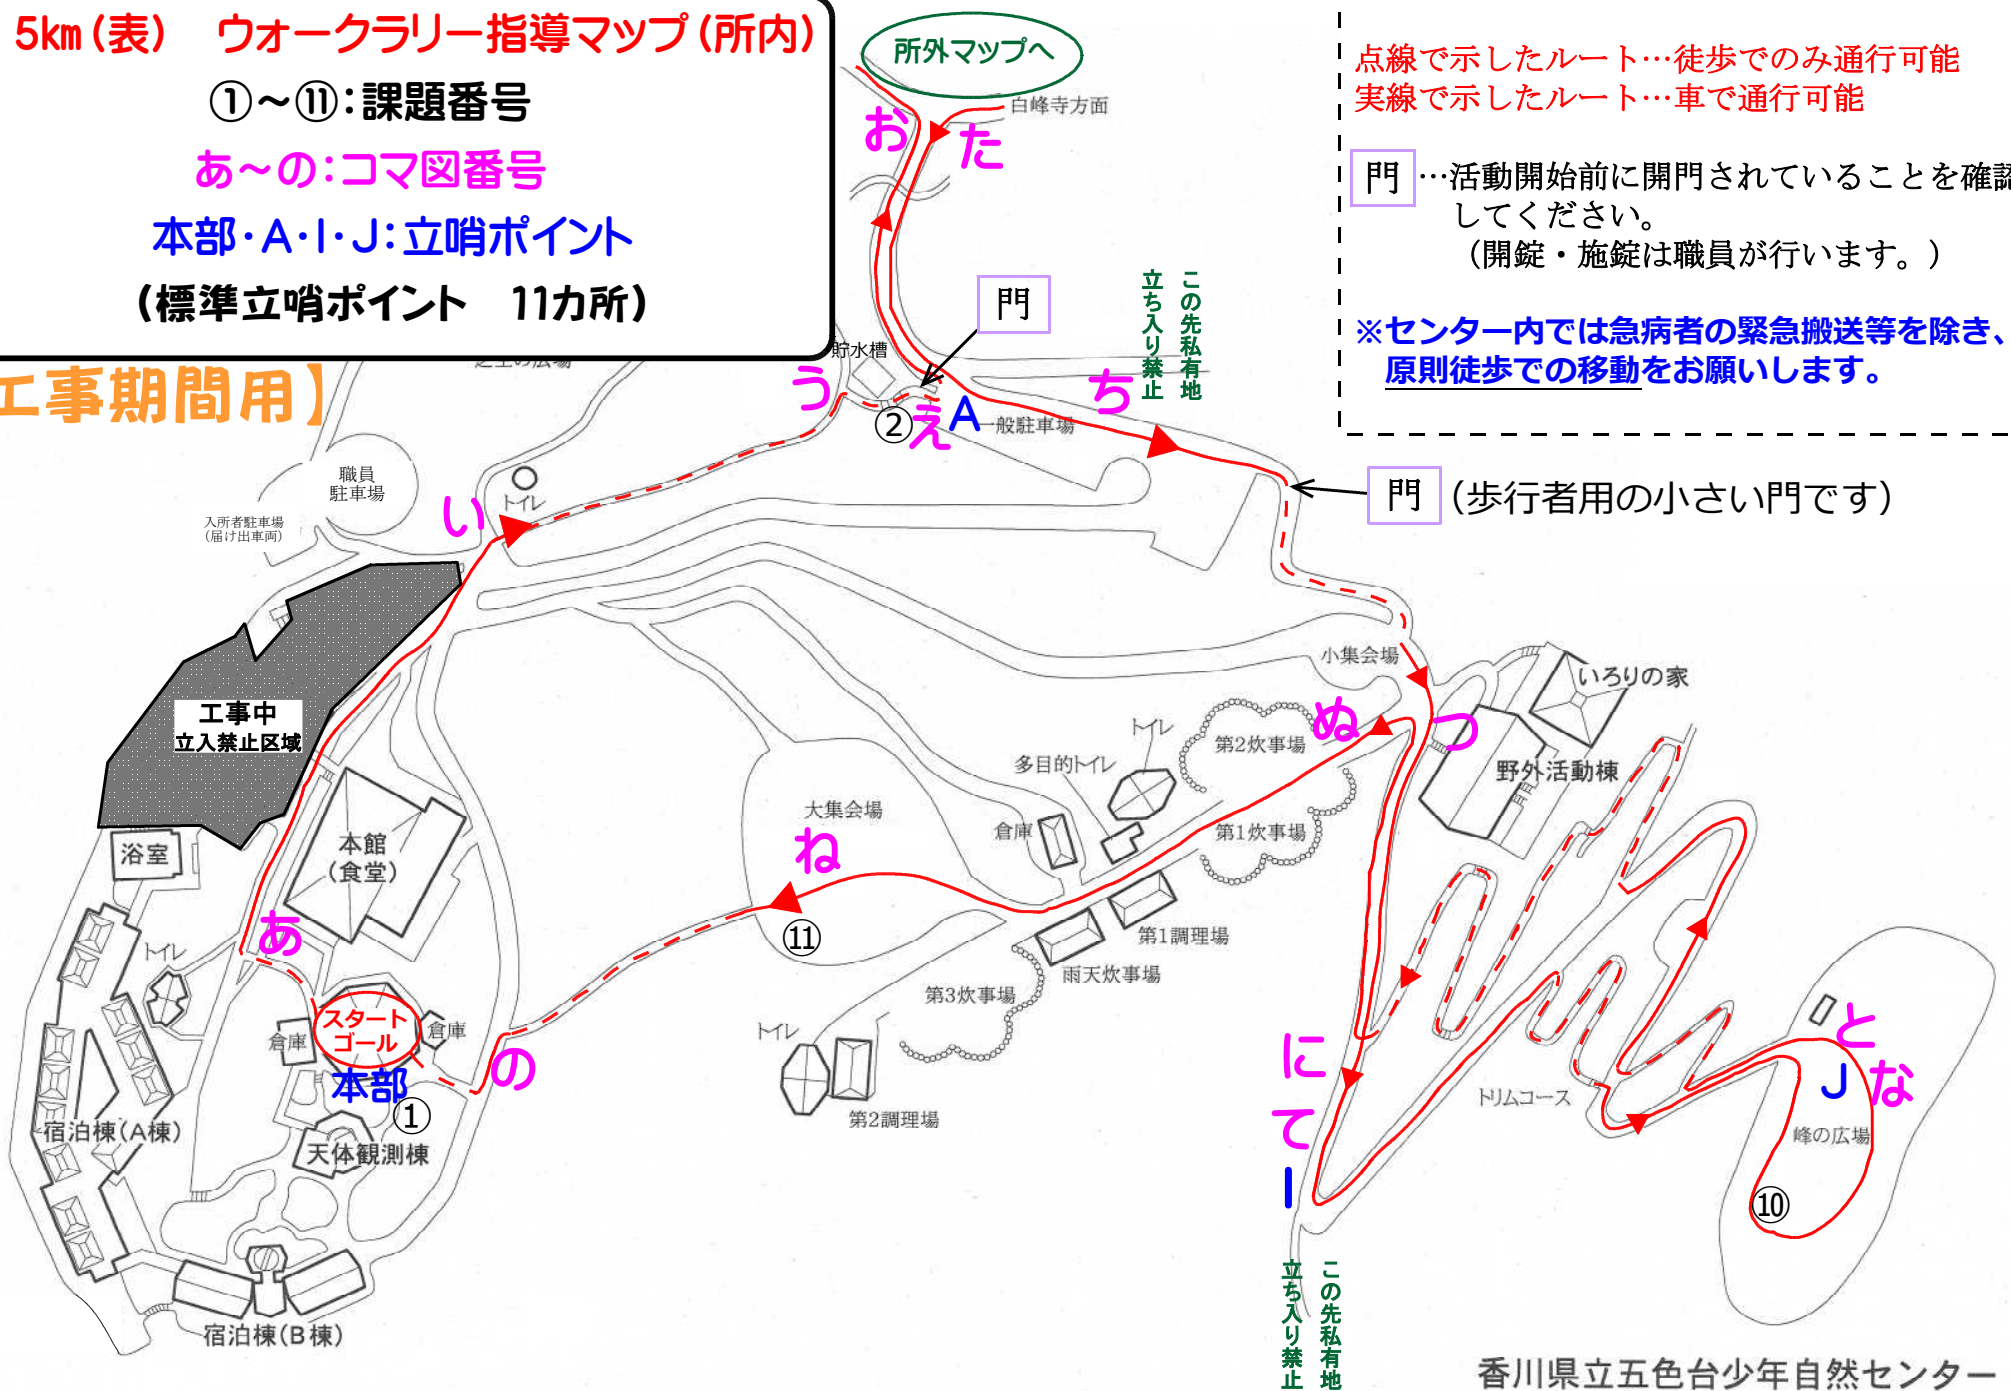 5km(表) ウォークラリー指導マップ(所内)
①～⑪:課題番号
あ～の:コマ図番号
本部・A・I・J:立哨ポイント
(標準立哨ポイント 11カ所)
工事期間用】
所外マップへ
白峰寺方面
お
た
点線で示したルート…徒歩でのみ通行可能
実線で示したルート…車で通行可能
門…活動開始前に開門されていることを確認
してください。
(開錠・施錠は職員が行います。)
※センター内では急病者の緊急搬送等を除き、
原則徒歩での移動をお願いします。
門
この先私有地
立ち入り禁止
貯水槽
う
②
え
A
一般駐車場
ち
門
(歩行者用の小さい門です)
職員
駐車場
入所者駐車場
(届け出車両)
い
トイレ
工事中
立入禁止区域
小集会場
いろりの家
ぬ
つ
野外活動棟
トイレ
多目的トイレ
第2炊事場
第1炊事場
倉庫
大集会場
ね
⑪
第1調理場
雨天炊事場
第3炊事場
トイレ
第2調理場
浴室
本館
(食堂)
あ
トイレ
スタート
ゴール
倉庫
倉庫
本部
①
の
天体観測棟
宿泊棟(A棟)
宿泊棟(B棟)
に
て
I
トリムコース
と
J
な
峰の広場
⑩
この先私有地
立ち入り禁止
香川県立五色台少年自然センター